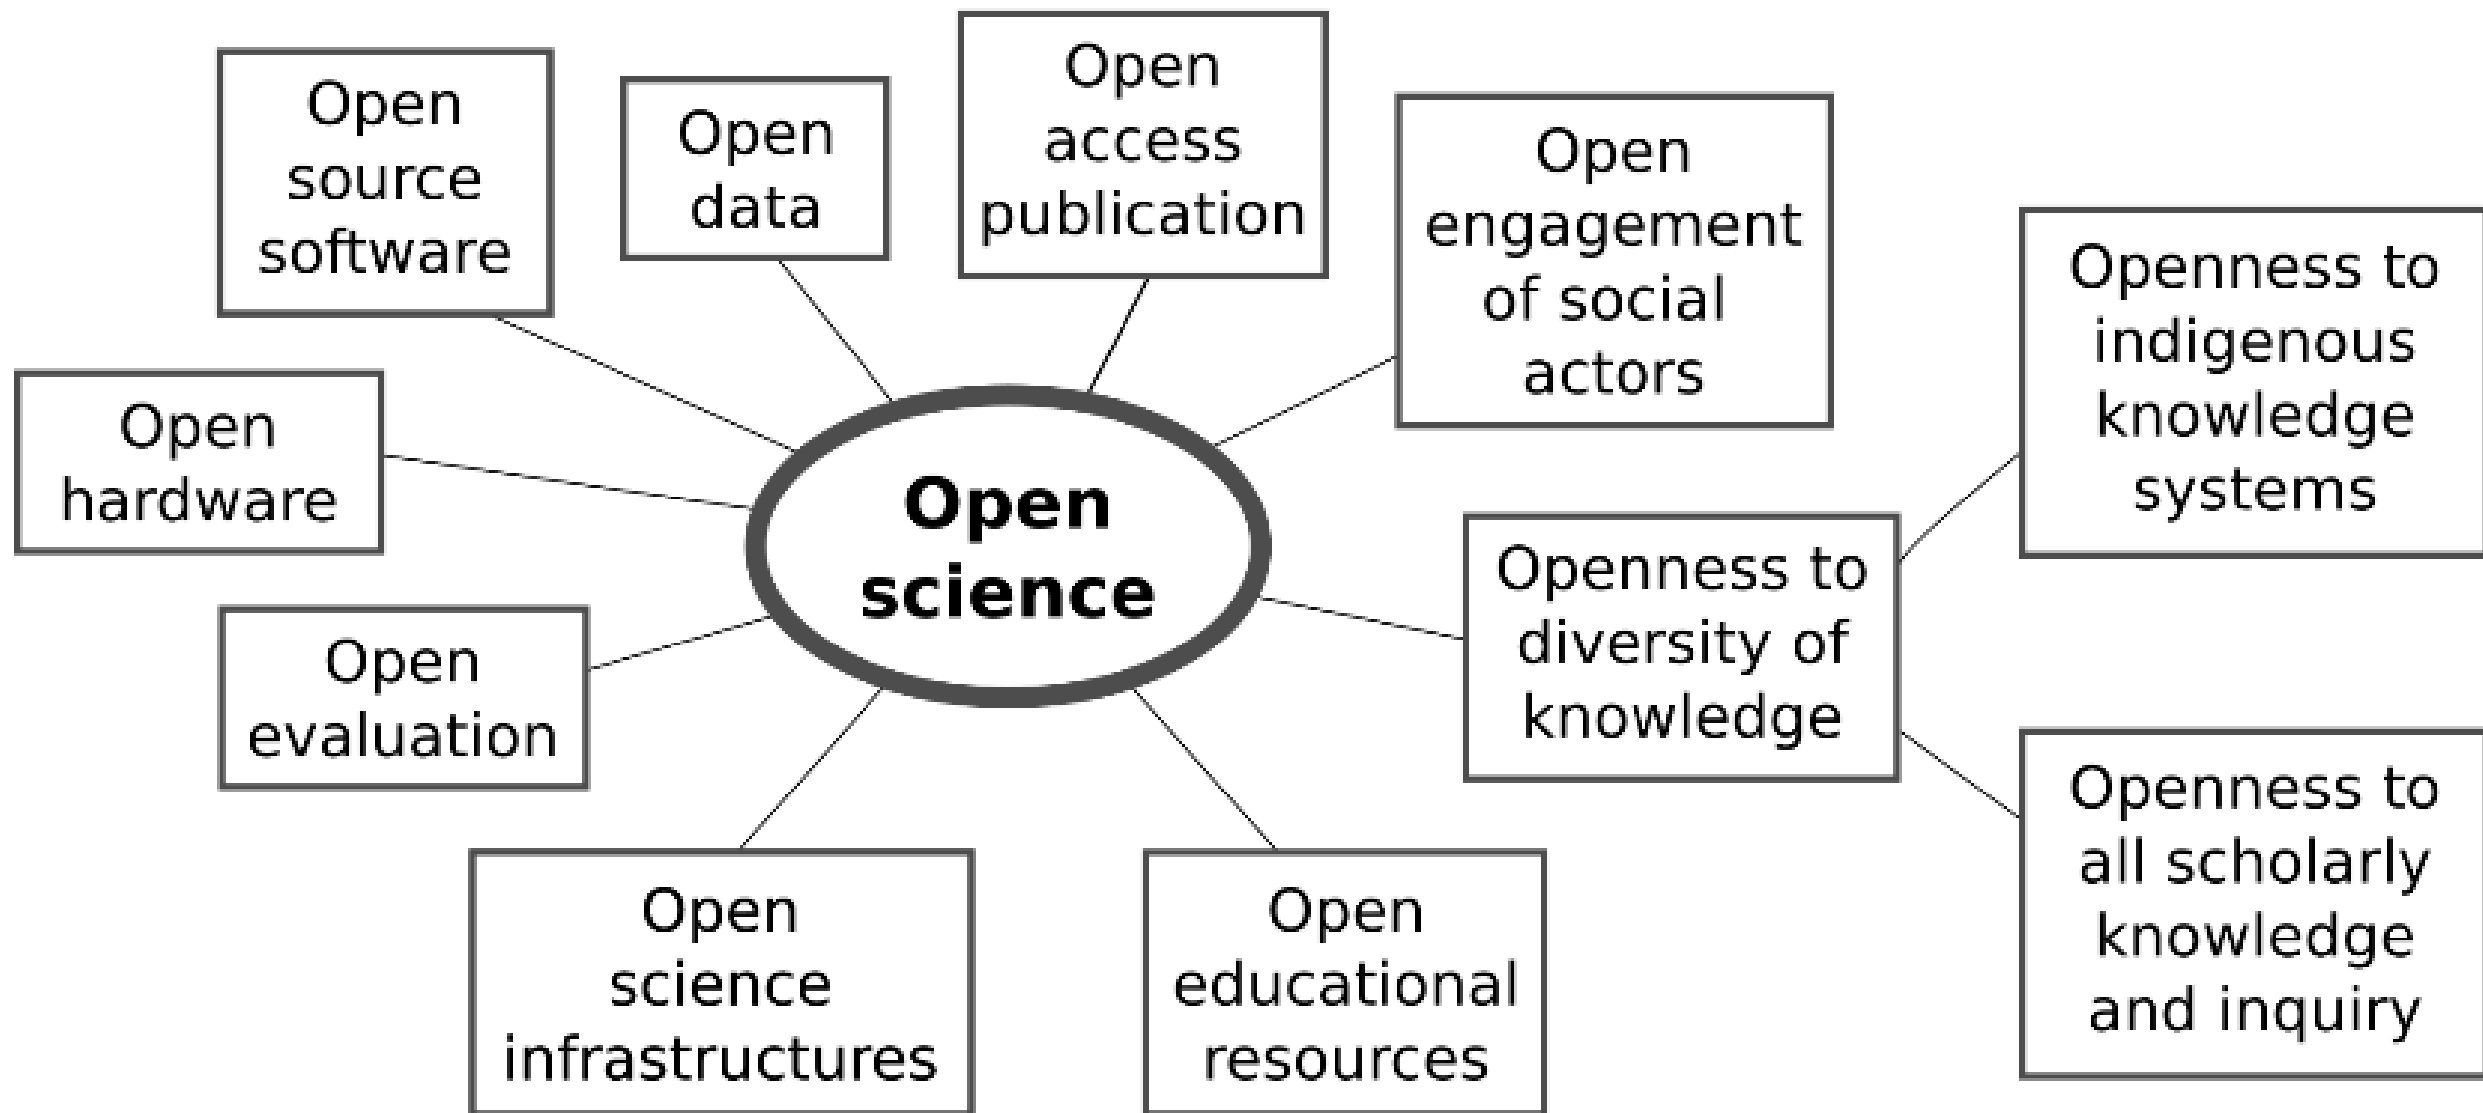 Open
source
software
Open
data
Open
access
publication
Open
engagement
of social
actors
Openness to
indigenous
knowledge
systems
Open
hardware
Open
science
Openness to
diversity of
knowledge
Open
evaluation
Openness to
all scholarly
knowledge
and inquiry
Open
science
infrastructures
Open
educational
resources